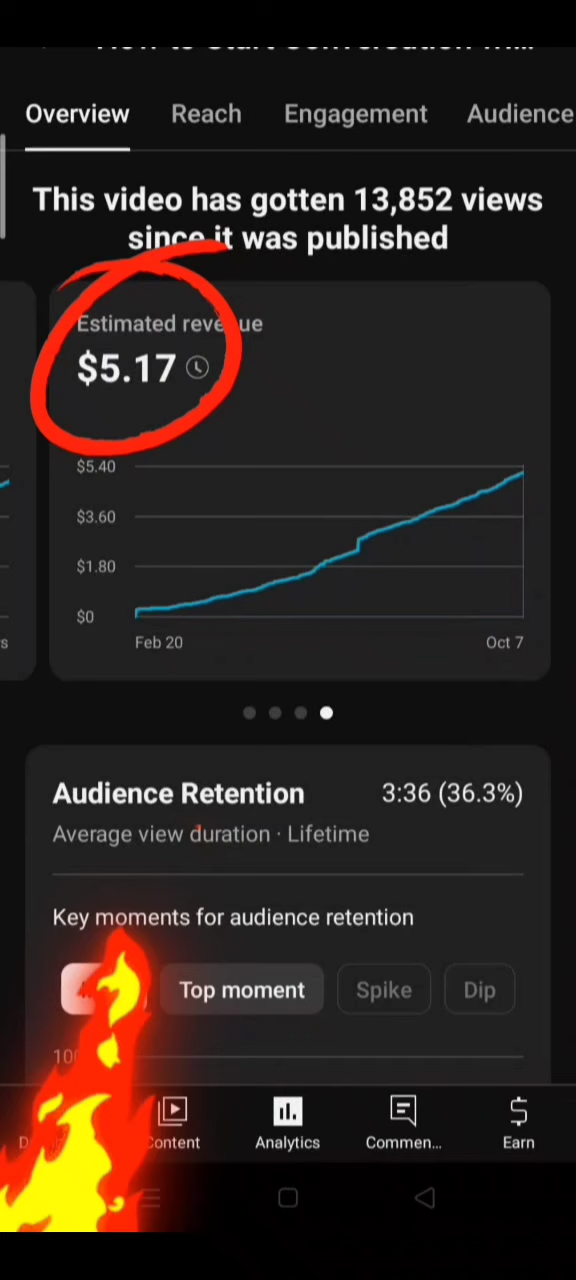 Overview Reach Engagement Audience
This video has gotten 13,852 views
since it was published
Estimated revenue
$5.17
$5.40
$3.60
$1.80
$0
Feb 20 Oct 7
Audience Retention 3:36 (36.3%)
Average view duration · Lifetime
Key moments for audience retention
Top moment Spike Dip
Content Analytics Commen... Earn